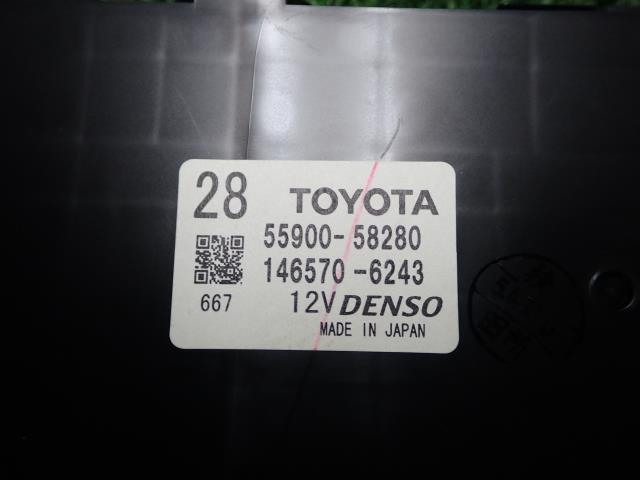 28 TOYOTA
55900-58280
146570-6243
667 12V DENSO
MADE IN JAPAN